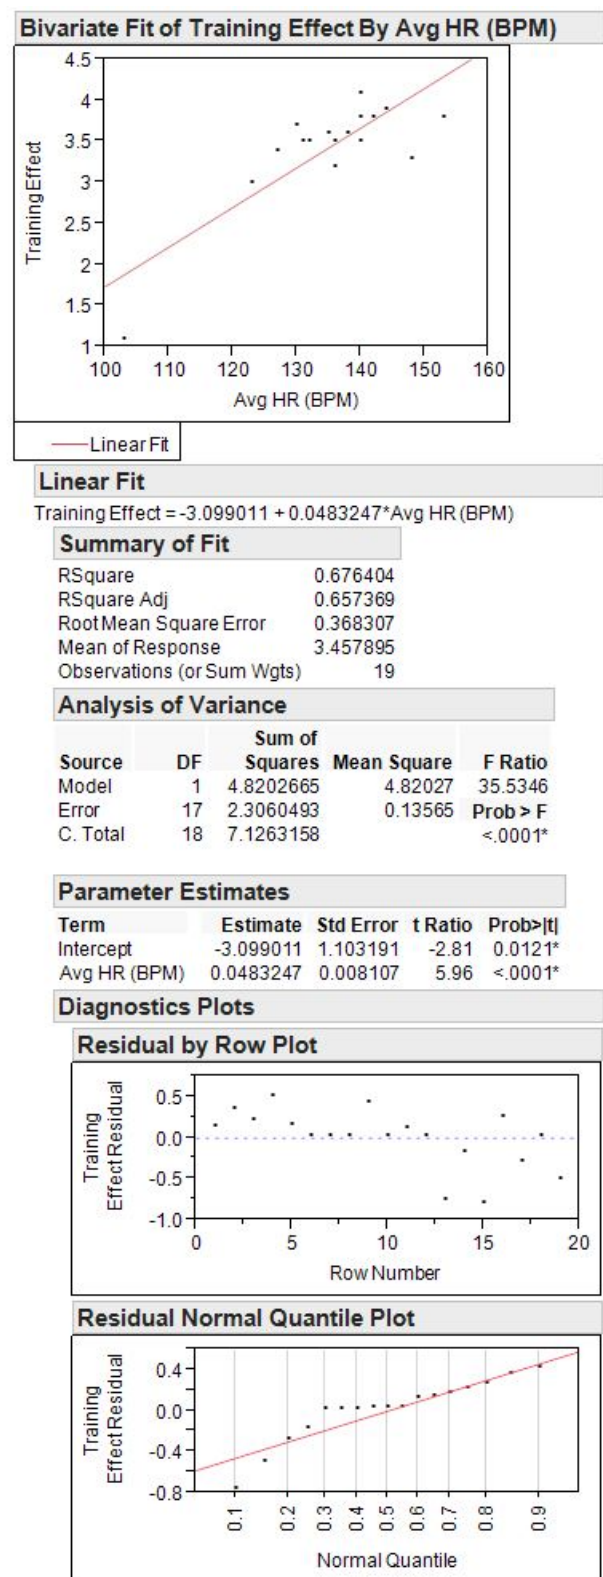 Bivariate Fit of Training Effect By Avg HR (BPM)
4.5
4
3.5
3
2.5
2
1.5
1
Training Effect
100 110 120 130 140 150 160
Avg HR (BPM)
Linear Fit
Linear Fit
Training Effect = -3.099011 + 0.0483247*Avg HR (BPM)
Summary of Fit
RSquare 0.676404
RSquare Adj 0.657369
Root Mean Square Error 0.368307
Mean of Response 3.457895
Observations (or Sum Wgts) 19
Analysis of Variance
Sum of
Source DF Squares Mean Square F Ratio
Model 1 4.8202665 4.82027 35.5346
Error 17 2.3060493 0.13565 Prob > F
C. Total 18 7.1263158 <.0001*
Parameter Estimates
Term Estimate Std Error t Ratio Prob>|t|
Intercept -3.099011 1.103191 -2.81 0.0121*
Avg HR (BPM) 0.0483247 0.008107 5.96 <.0001*
Diagnostics Plots
Residual by Row Plot
Training
Effect Residual
0.5
0.0
-0.5
-1.0
0 5 10 15 20
Row Number
Residual Normal Quantile Plot
Training
Effect Residual
0.4
0.0
-0.4
-0.8
0.1 0.2 0.3 0.4 0.5 0.6 0.7 0.8 0.9
Normal Quantile